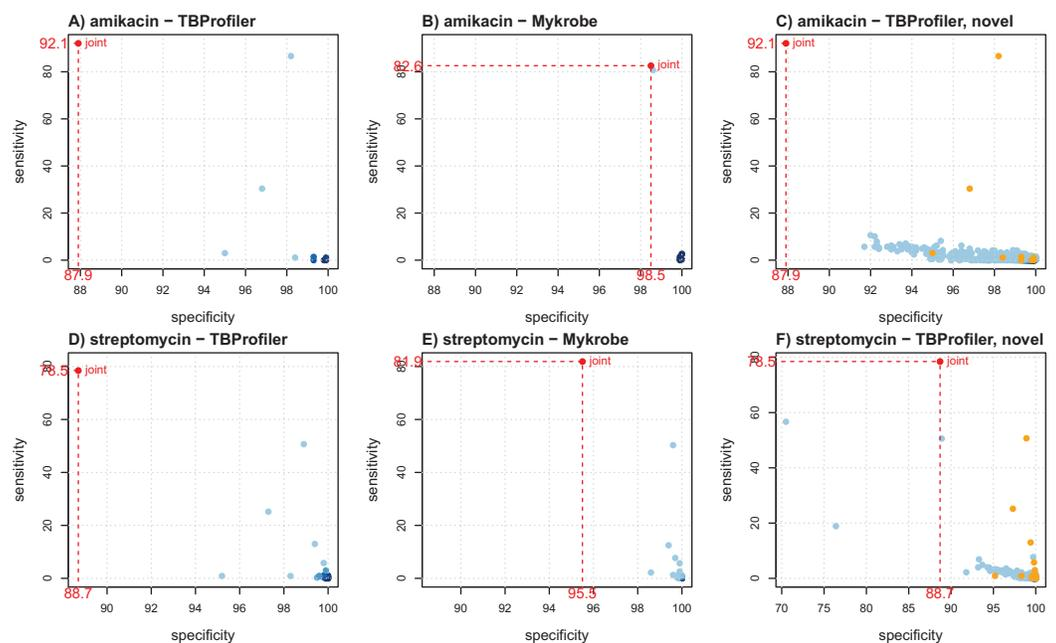 A) amikacin − TBProfiler
B) amikacin − Mykrobe
C) amikacin − TBProfiler, novel
sensitivity
0 20 40 60 80
92.1
joint
87.9
88 90 92 94 96 98 100
specificity
sensitivity
0 20 40 60 80
82.6
joint
98.5
88 90 92 94 96 98 100
specificity
sensitivity
0 20 40 60 80
92.1
joint
87.9
88 90 92 94 96 98 100
specificity
D) streptomycin − TBProfiler
E) streptomycin − Mykrobe
F) streptomycin − TBProfiler, novel
sensitivity
0 20 40 60 80
78.5
joint
88.7
90 92 94 96 98 100
specificity
sensitivity
0 20 40 60 80
81.9
joint
95.5
90 92 94 96 98 100
specificity
sensitivity
0 20 40 60 80
78.5
joint
88.7
70 75 80 85 90 95 100
specificity